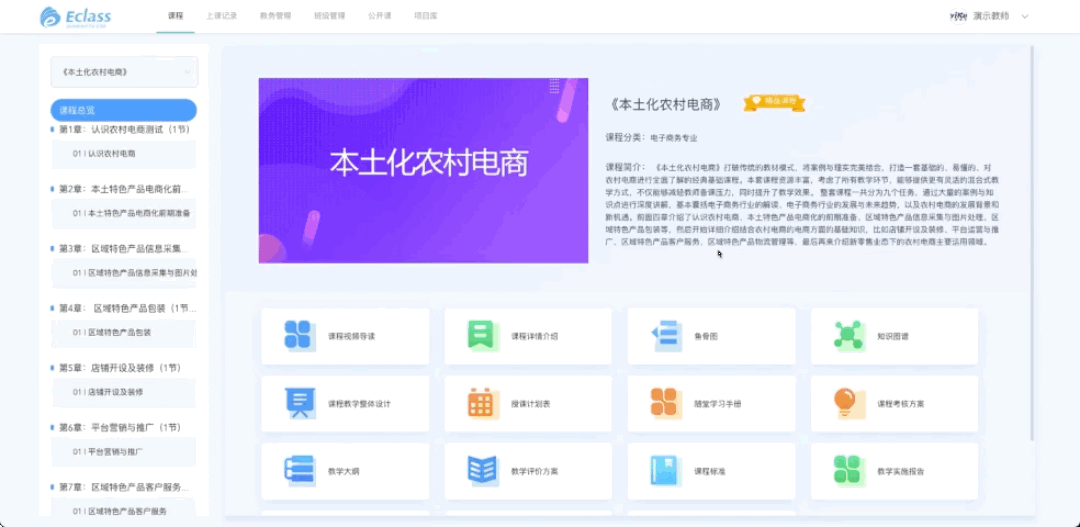 Eclass
课程
上课记录
教务管理
班级管理
公开课
项目库
演示教师
《本土化农村电商》
课程总览
第1章：认识农村电商测试（1节）
01 | 认识农村电商
第2章：本土特色产品电商化前...
01 | 本土特色产品电商化前期准备
第3章：区域特色产品信息采集...
01 | 区域特色产品信息采集与图片处
第4章： 区域特色产品包装（1节...
01 | 区域特色产品包装
第5章：店铺开设及装修（1节）
01 | 店铺开设及装修
第6章：平台营销与推广（1节）
01 | 平台营销与推广
第7章：区域特色产品客户服务...
01 | 区域特色产品客户服务
本土化农村电商
《本土化农村电商》
精品课程
课程分类：电子商务专业
课程简介：《本土化农村电商》打破传统的教材模式、将案例与理实完美结合、打造一套基础的、易懂的、对
农村电商进行全面了解的经典基础课程。本套课程资源丰富、考虑了所有教学环节、能够提供更有灵活的混合式教
学方式、不仅能够减轻教师备课压力，同时提升了教学效果。 整套课程一共分为九个任务，通过大量的案例与知
识点进行深度讲解，基本囊括电子商务行业的解读、电子商务行业的发展与未来趋势，以及农村电商的发展背景和
新机遇。前面四章介绍了认识农村电商、本土特色产品电商化的前期准备、区域特色产品信息采集与图片处理、区
域特色产品包装等，然后开始详细介绍结合农村电商的电商方面的基础知识，比如店铺开设及装修、平台运营与推
广、区域特色产品客户服务、区域特色产品物流管理等，最后再来介绍新零售业态下的农村电商主要运用领域。
课程视频导读
课程详情介绍
鱼骨图
知识图谱
课程教学整体设计
授课计划表
随堂学习手册
课程考核方案
教学大纲
教学评价方案
课程标准
教学实施报告